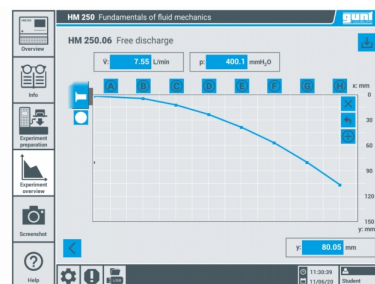 HM 250 Fundamentals of fluid mechanics
gunt
Overview
HM 250.06 Free discharge
V̇: 7.55 L/min
p: 400.1 mmH₂O
A B C D E F G H x: mm
0
30
60
90
120
150
y: mm
Info
Experiment
preparation
Experiment
overview
Screenshot
Help
y: 80.05 mm
11:30:39
11/06/20
Student